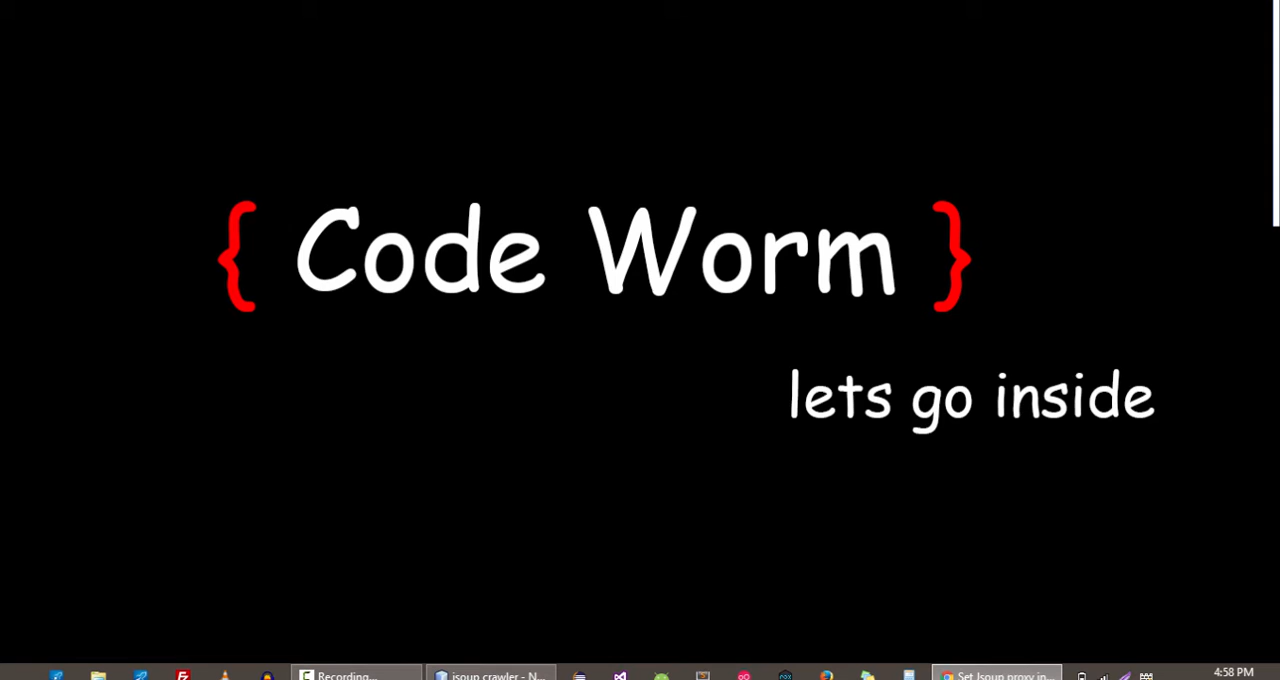 { Code Worm }
lets go inside
Recording...
jsoup crawler - N...
Set Jsoup proxy in...
4:58 PM